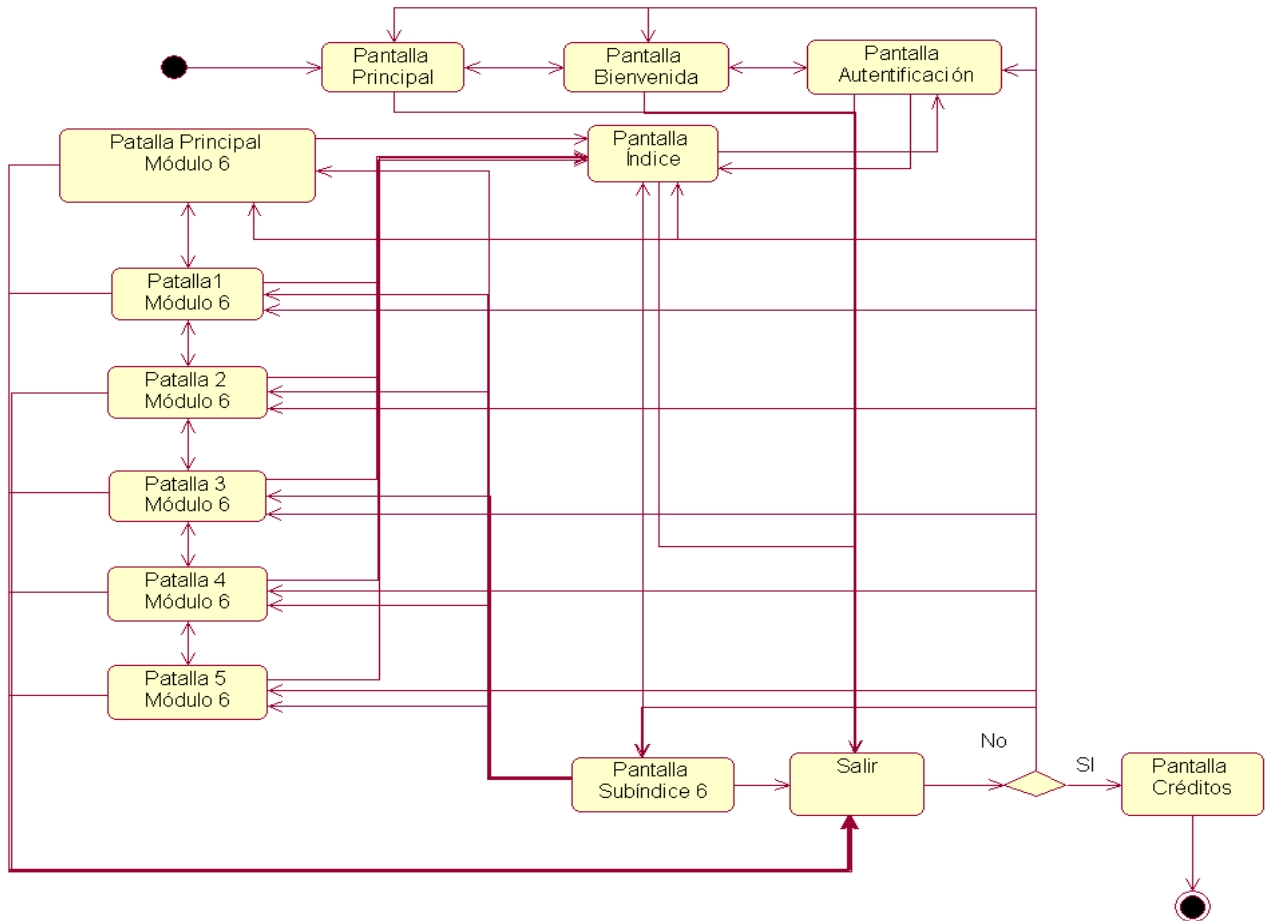 Pantalla
Principal
Pantalla
Bienvenida
Pantalla
Autentificación
Patalla Principal
Módulo 6
Pantalla
Índice
Patalla1
Módulo 6
Patalla 2
Módulo 6
Patalla 3
Módulo 6
Patalla 4
Módulo 6
Patalla 5
Módulo 6
Pantalla
Subíndice 6
Salir
No
SI
Pantalla
Créditos